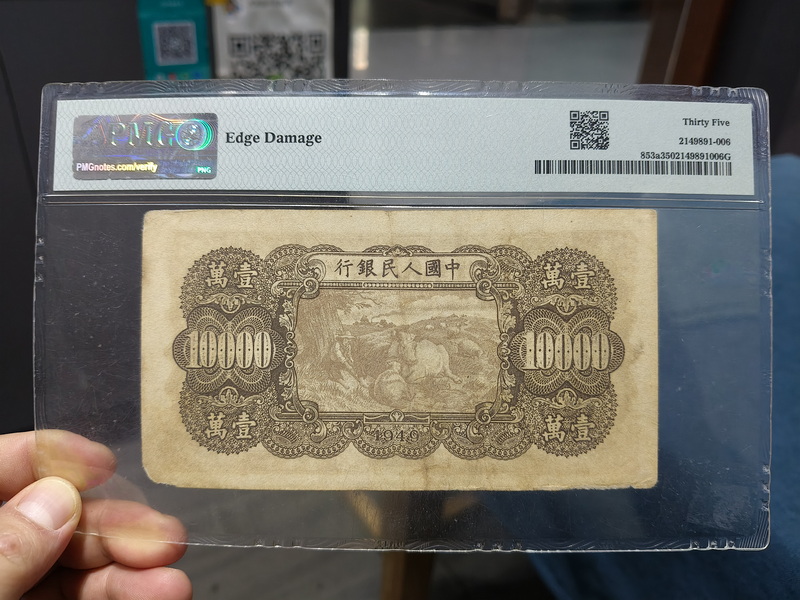 PMG
Edge Damage
Thirty Five
2149891-006
PMGnotes.com/verify
PNG
853a3502149891006G
行銀民人國中
萬壹
萬壹
10000
10000
萬壹
萬壹
1949